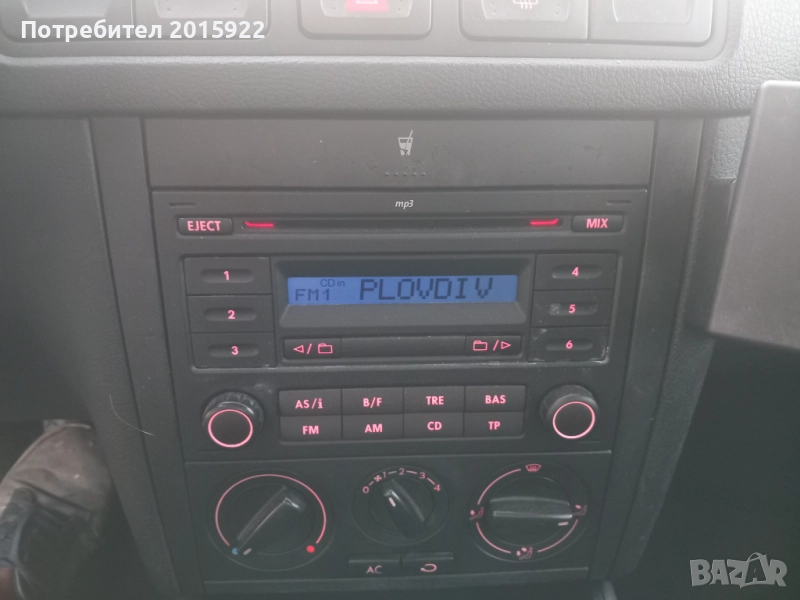 Потребител 2015922
mp3
EJECT
MIX
1
4
CD in
FM1 PLOVDIV
2
5
3
6
AS/i B/F TRE BAS
FM AM CD TP
0 1 2 3 4
AC
BAZAR